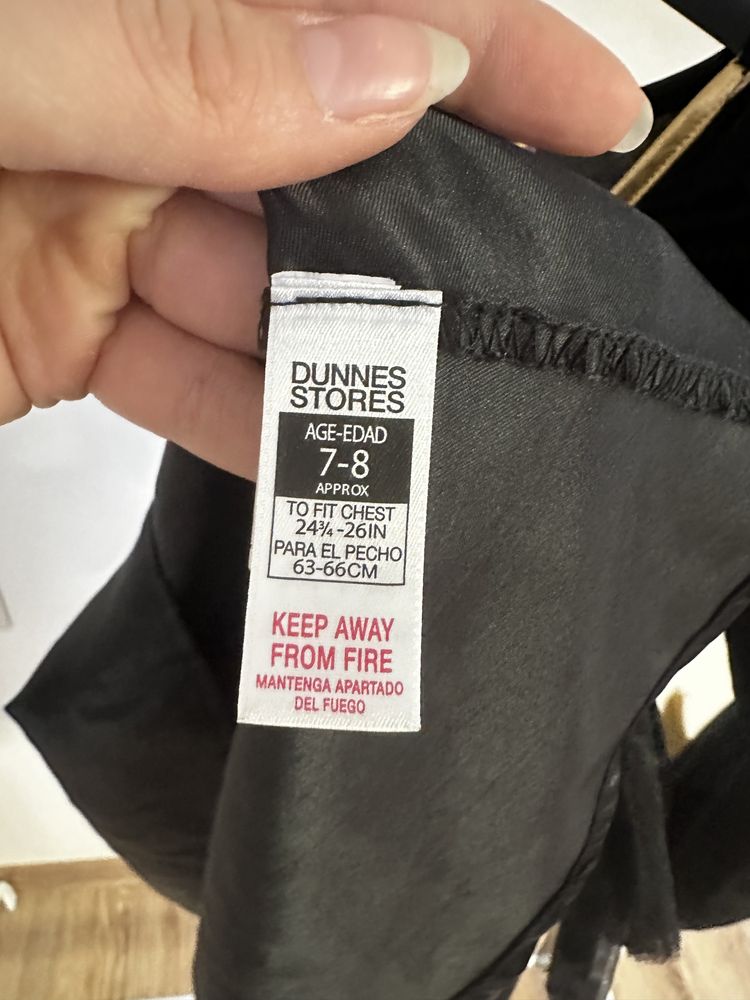 DUNNES
STORES
AGE-EDAD
7-8
APPROX
TO FIT CHEST
24¾-26IN
PARA EL PECHO
63-66CM
KEEP AWAY
FROM FIRE
MANTENGA APARTADO
DEL FUEGO